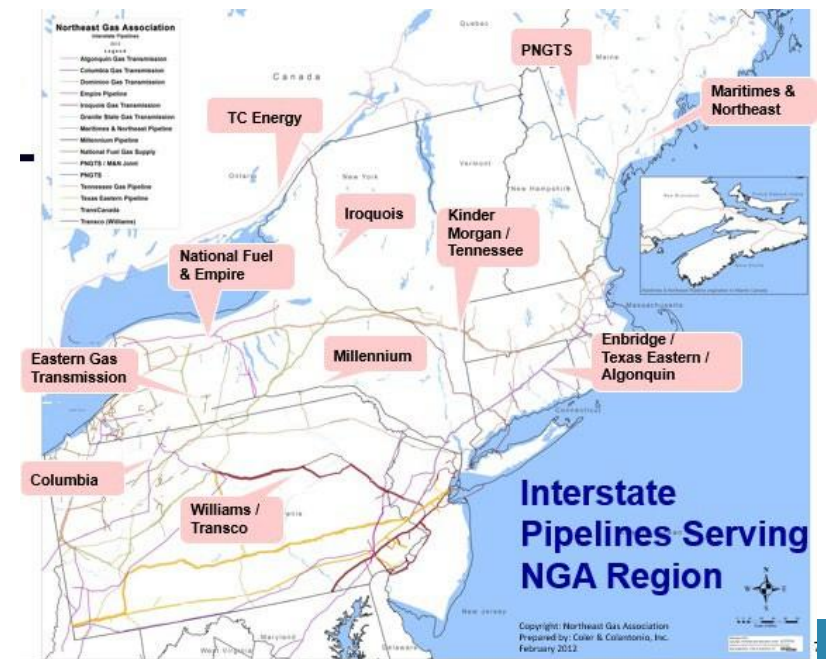 Northeast Gas Association
Interstate Pipelines
2012
Legend
Algonquin Gas Transmission
Columbia Gas Transmission
Dominion Gas Transmission
Empire Pipeline
Iroquois Gas Transmission
Granite State Gas Transmission
Maritimes & Northeast Pipeline
Millennium Pipeline
National Fuel Gas Supply
PNGTS / M&N Joint
PNGTS
Tennessee Gas Pipeline
Texas Eastern Pipeline
TransCanada
Transco (Williams)
Quebec
PNGTS
Maine
Canada
Maritimes &
Northeast
TC Energy
Ontario
New York
Vermont
New Hampshire
Iroquois
Kinder
Morgan /
Tennessee
National Fuel
& Empire
Massachusetts
Eastern Gas
Transmission
Millennium
Enbridge /
Texas Eastern /
Algonquin
Connecticut
Columbia
Williams /
Transco
Interstate
Pipelines Serving
NGA Region
New Jersey
Copyright: Northeast Gas Association
Prepared by: Coler & Colantonio, Inc.
February 2012
Maryland
West Virginia
Delaware